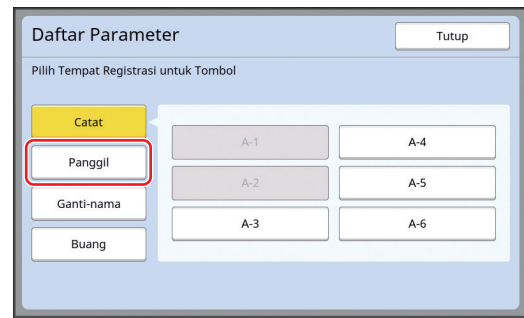 Daftar Parameter
Tutup
Pilih Tempat Registrasi untuk Tombol
Catat
Panggil
Ganti-nama
Buang
A-1
A-4
A-2
A-5
A-3
A-6